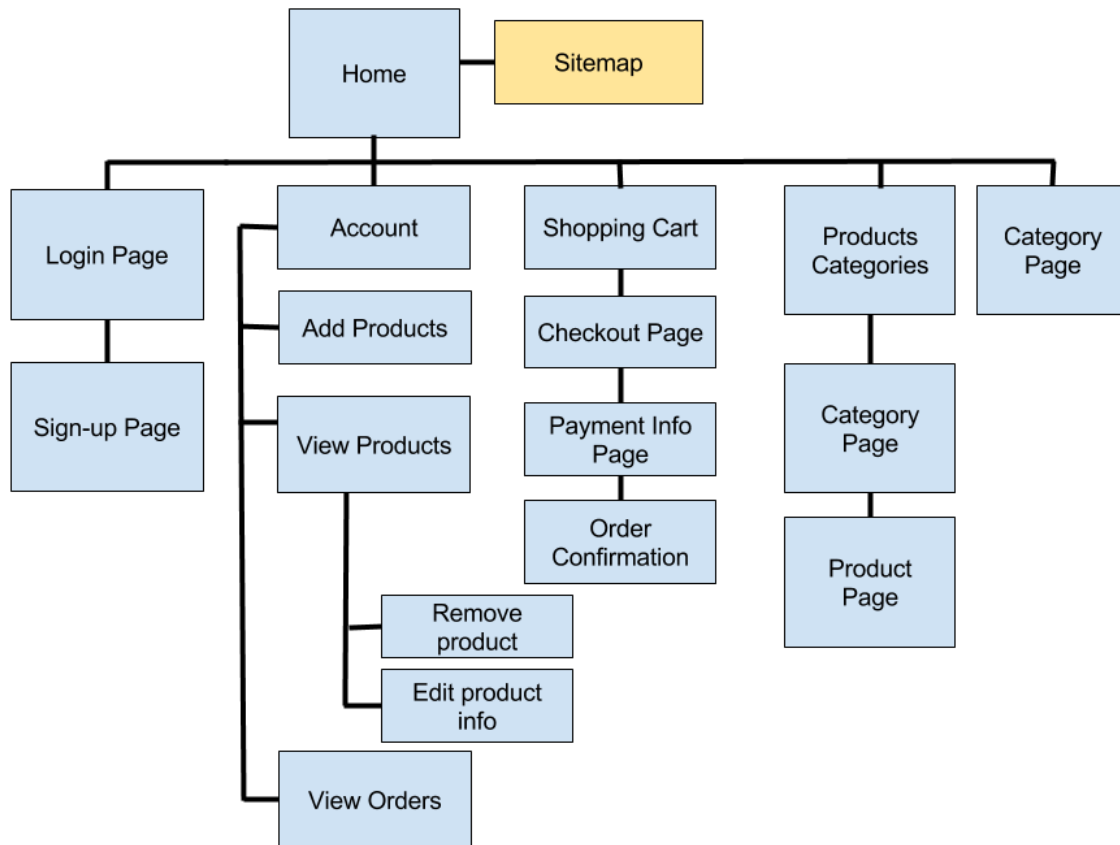 Home
Sitemap
Login Page
Account
Shopping Cart
Products
Categories
Category
Page
Add Products
Checkout Page
Sign-up Page
View Products
Payment Info
Page
Category
Page
Order
Confirmation
Product
Page
Remove
product
Edit product
info
View Orders